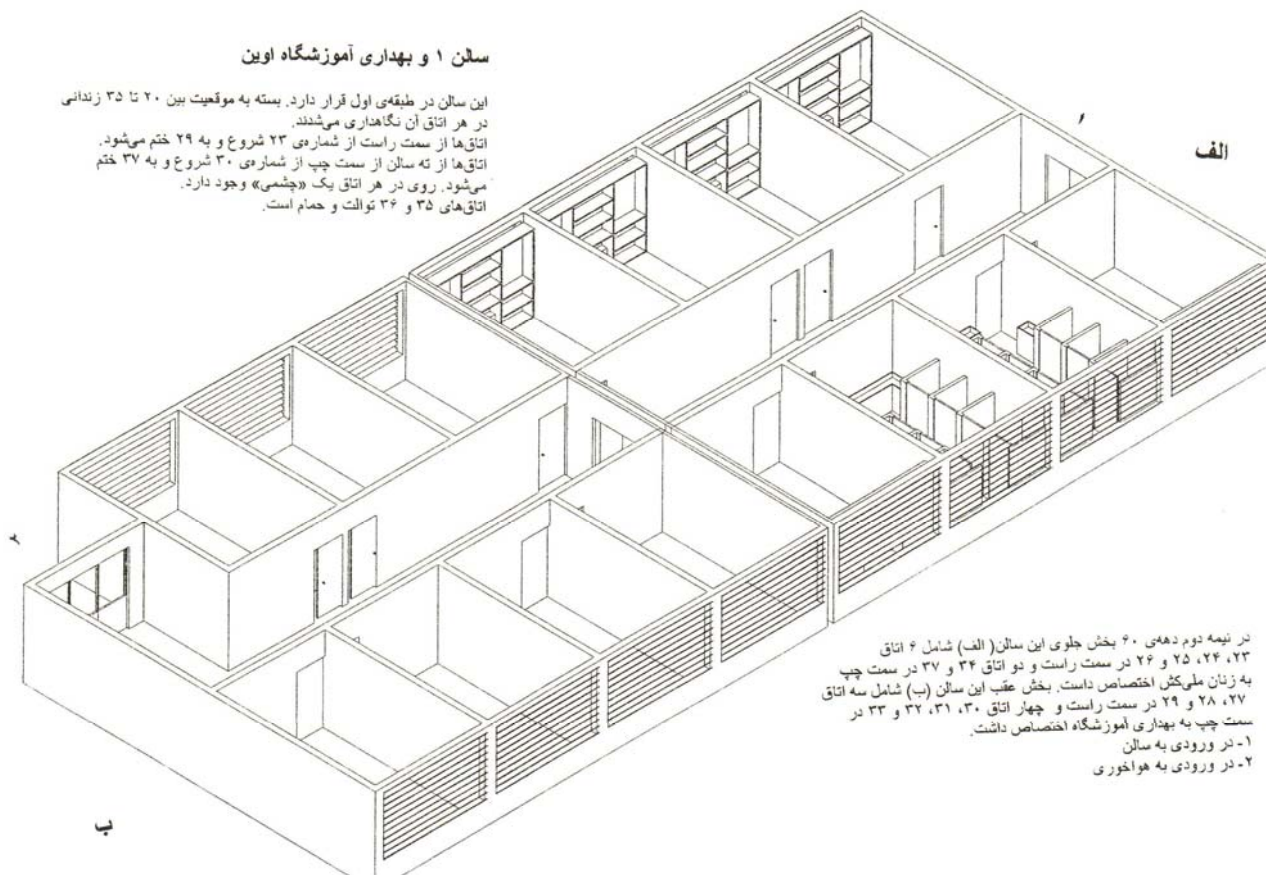 سالن ۱ و بهداری آموزشگاه اوین
این سالن در طبقه‌ی اول قرار دارد. بسته به موقعیت بین ۲۰ تا ۳۵ زندانی
در هر اتاق آن نگاهداری می‌شدند.
اتاق‌ها از سمت راست از شماره‌ی ۲۳ شروع و به ۲۹ ختم می‌شود.
اتاق‌ها از ته سالن از سمت چپ از شماره‌ی ۳۰ شروع و به ۳۷ ختم
می‌شود. روی در هر اتاق یک «چشمی» وجود دارد.
اتاق‌های ۳۵ و ۳۶ توالت و حمام است.
الف
۲
ب
در نیمه دوم دهه‌ی ۶۰ بخش جلوی این سالن( الف) شامل ۶ اتاق
۲۳، ۲۴، ۲۵ و ۲۶ در سمت راست و دو اتاق ۳۴ و ۳۷ در سمت چپ
به زنان ملی‌کش اختصاص داست. بخش عقب این سالن (ب) شامل سه اتاق
۲۷، ۲۸ و ۲۹ در سمت راست و چهار اتاق ۳۰، ۳۱، ۳۲ و ۳۳ در
سمت چپ به بهداری آموزشگاه اختصاص داشت.
۱- در ورودی به سالن
۲- در ورودی به هواخوری